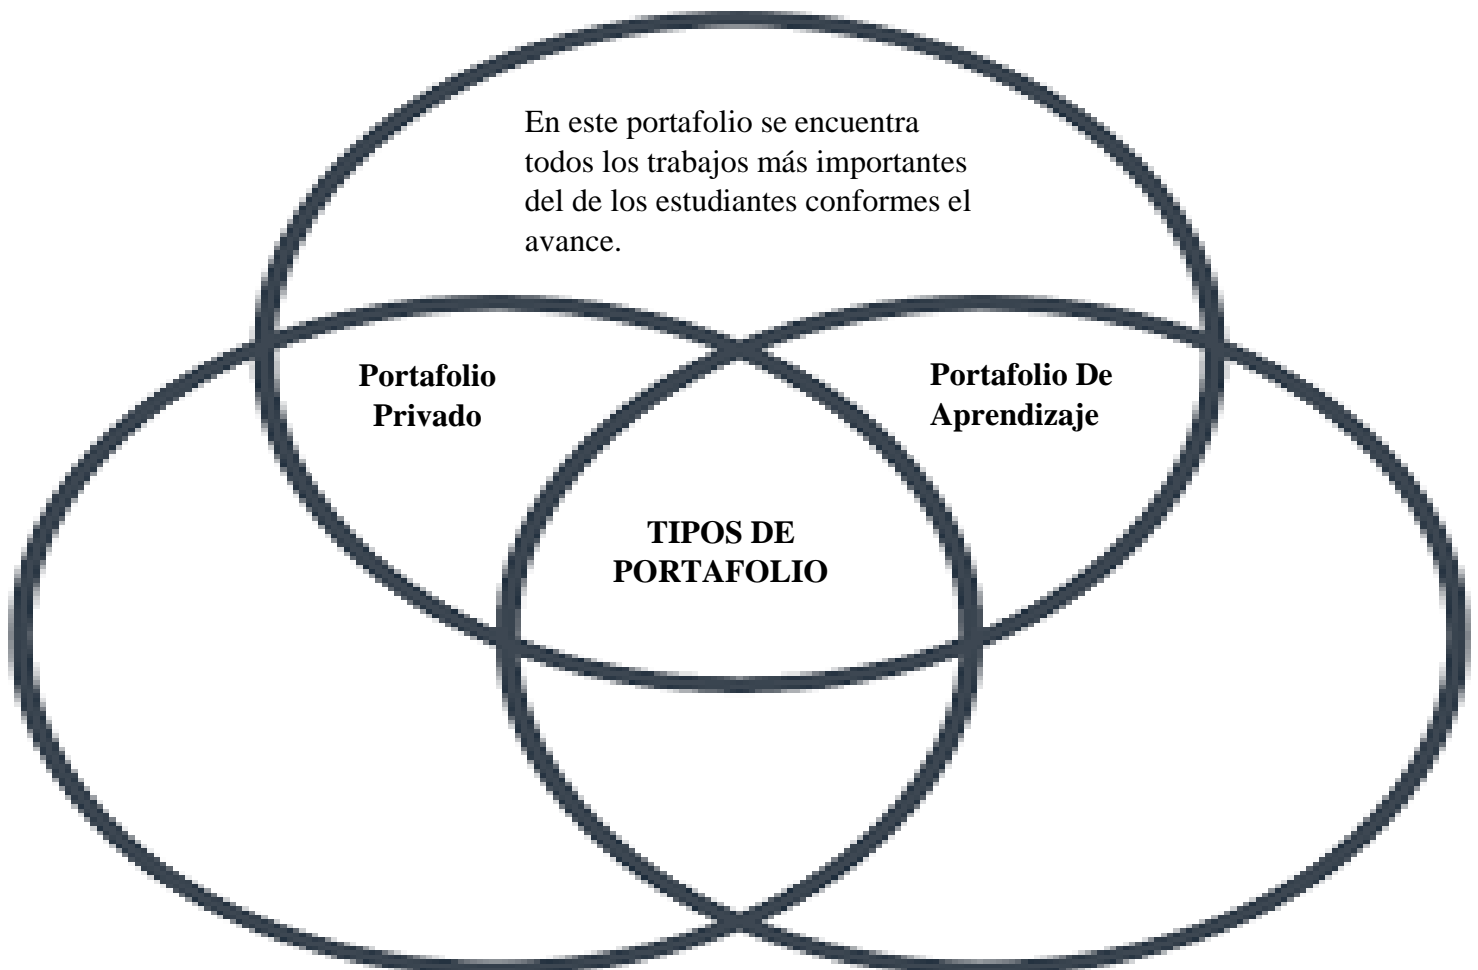 En este portafolio se encuentra
todos los trabajos más importantes
del de los estudiantes conformes el
avance.
Portafolio
Privado
Portafolio De
Aprendizaje
TIPOS DE
PORTAFOLIO